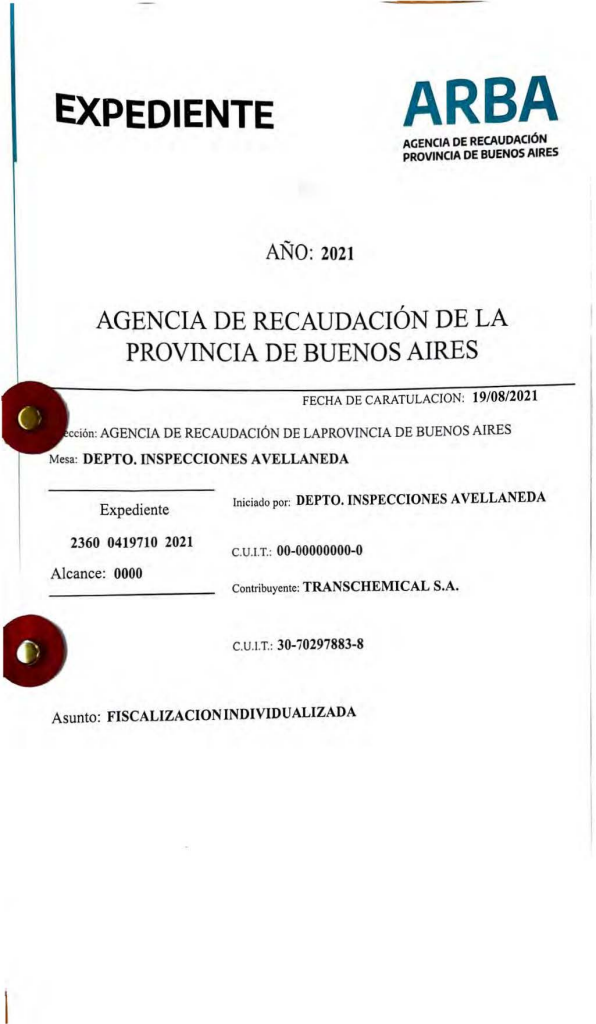 EXPEDIENTE
ARBA
AGENCIA DE RECAUDACIÓN
PROVINCIA DE BUENOS AIRES
AÑO: 2021
AGENCIA DE RECAUDACIÓN DE LA
PROVINCIA DE BUENOS AIRES
FECHA DE CARATULACION: 19/08/2021
ección: AGENCIA DE RECAUDACIÓN DE LAPROVINCIA DE BUENOS AIRES
Mesa: DEPTO. INSPECCIONES AVELLANEDA
Expediente
2360 0419710 2021
Alcance: 0000
Iniciado por: DEPTO. INSPECCIONES AVELLANEDA
C.U.I.T.: 00-00000000-0
Contribuyente: TRANSCHEMICAL S.A.
C.U.I.T.: 30-70297883-8
Asunto: FISCALIZACION INDIVIDUALIZADA